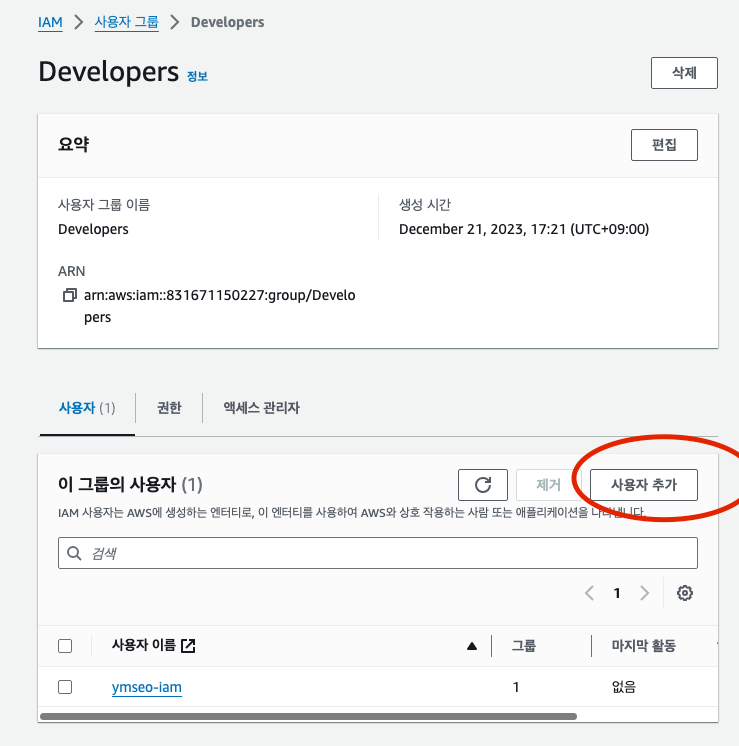 IAM > 사용자 그룹 > Developers
Developers 정보
삭제
요약
편집
사용자 그룹 이름
Developers
생성 시간
December 21, 2023, 17:21 (UTC+09:00)
ARN
arn:aws:iam::831671150227:group/Develo
pers
사용자 (1)
권한
액세스 관리자
이 그룹의 사용자 (1)
제거
사용자 추가
IAM 사용자는 AWS에 생성하는 엔터티로, 이 엔터티를 사용하여 AWS와 상호 작용하는 사람 또는 애플리케이션을 나타냅니다.
검색
1
사용자 이름
그룹
마지막 활동
ymseo-iam
1
없음